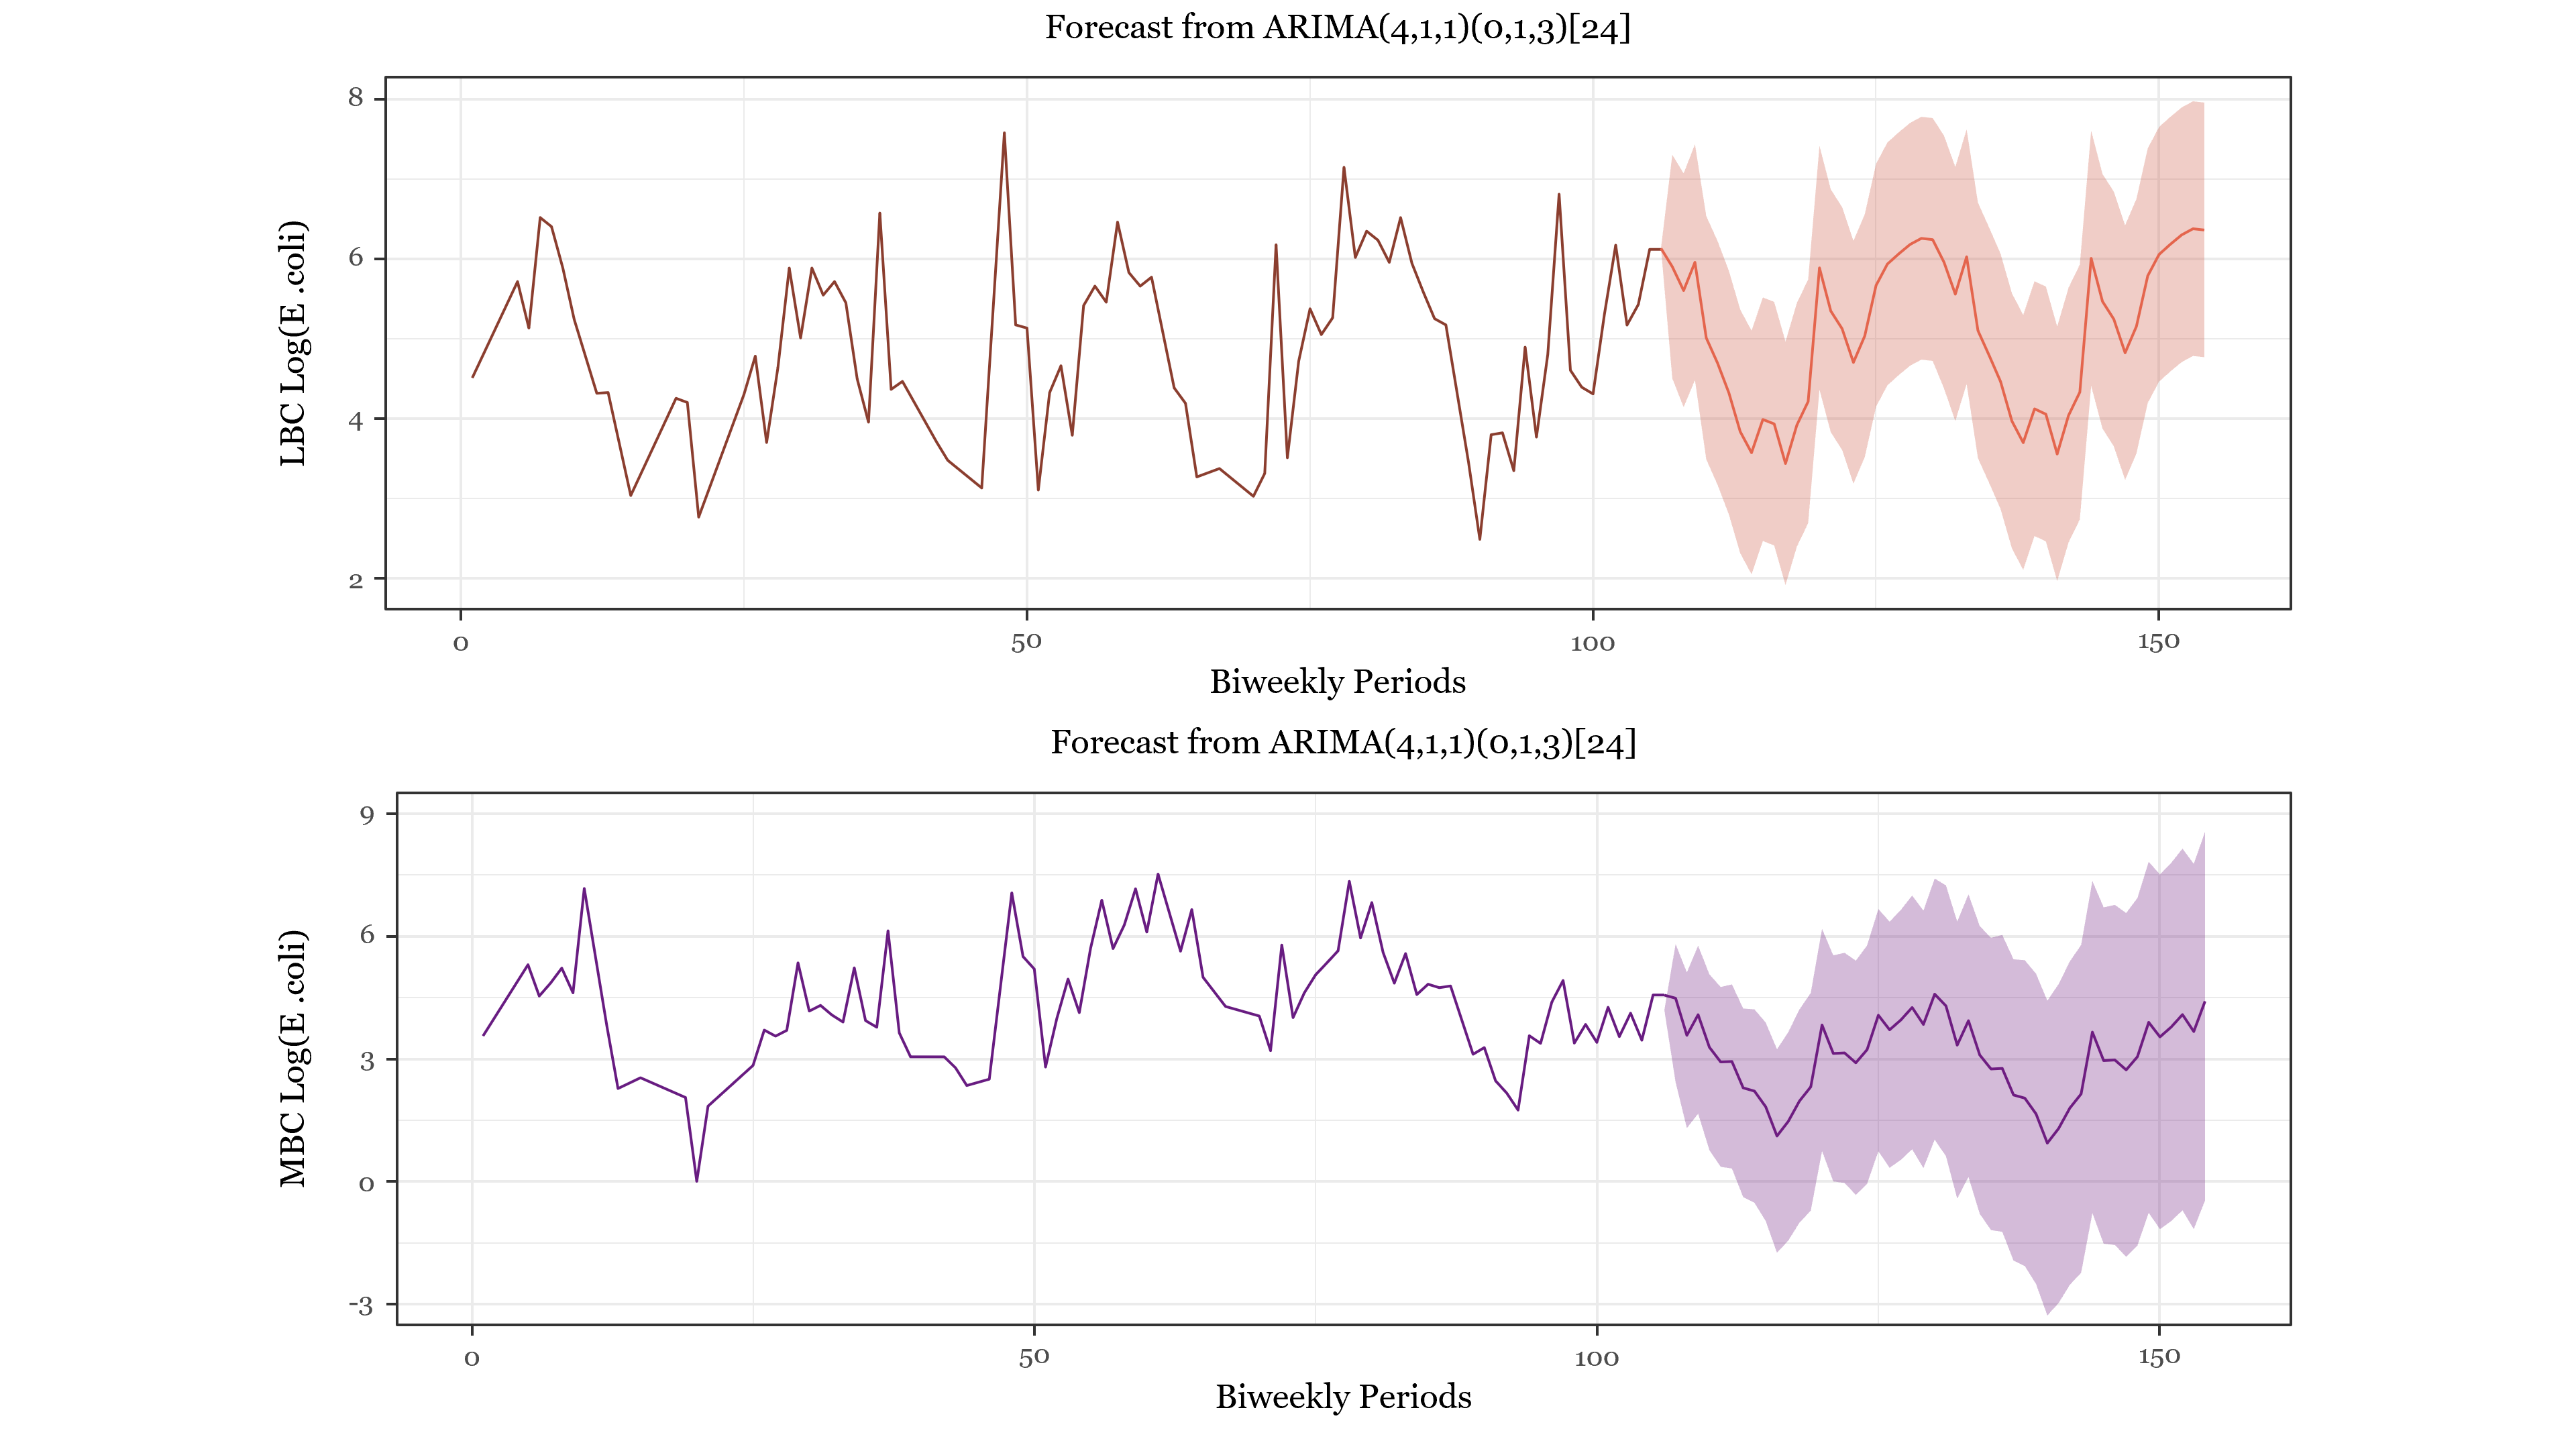 Forecast from ARIMA(4,1,1)(0,1,3)[24]
LBC Log(E .coli)
8
6
4
2
0
50
100
150
Biweekly Periods
Forecast from ARIMA(4,1,1)(0,1,3)[24]
MBC Log(E .coli)
9
6
3
0
-3
0
50
100
150
Biweekly Periods